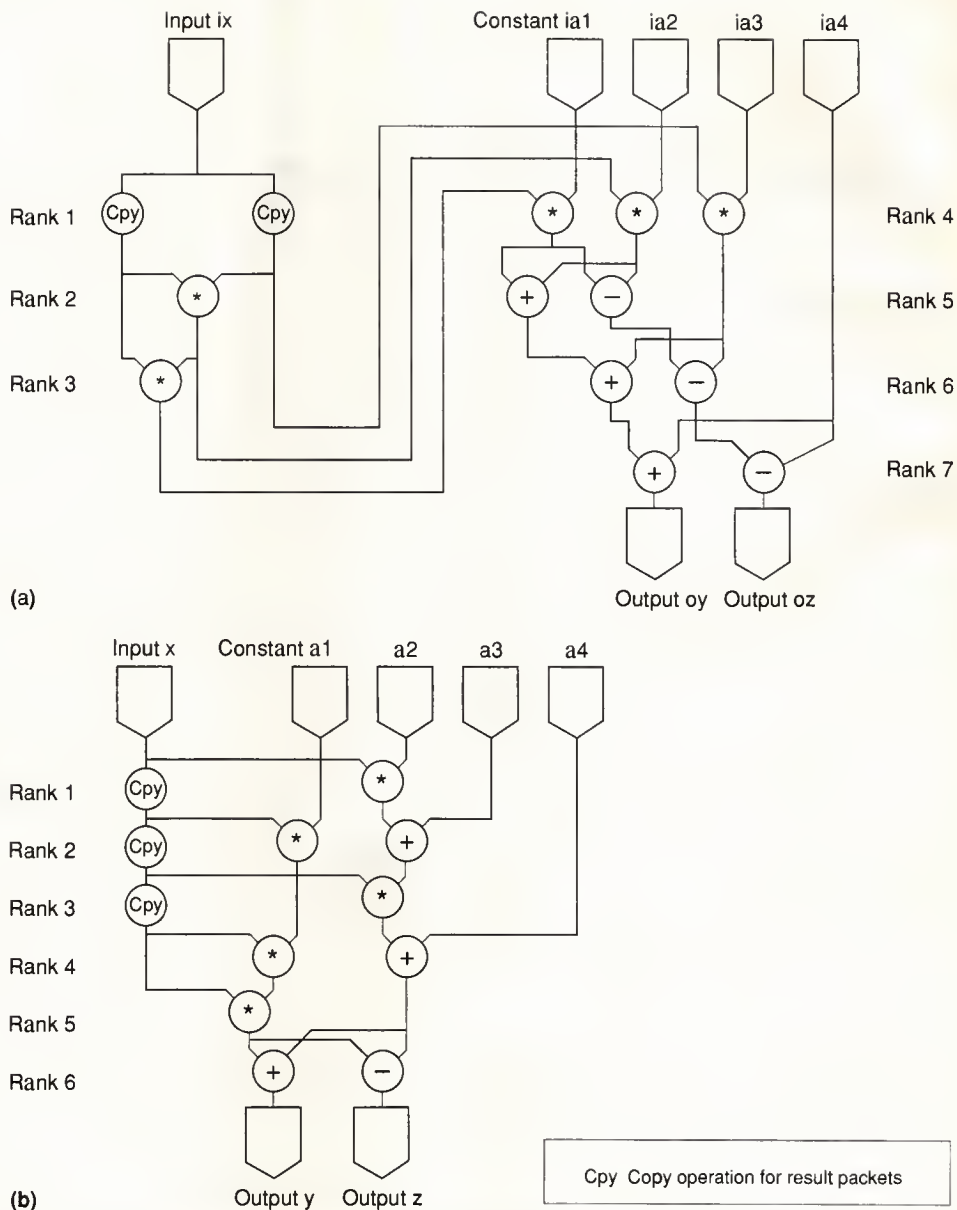 Input ix
Constant ia1 ia2 ia3 ia4
Rank 1 Cpy Cpy * * * Rank 4
Rank 2 * + − Rank 5
Rank 3 * + − Rank 6
+ − Rank 7
(a)
Output oy Output oz
Input x Constant a1 a2 a3 a4
Rank 1 Cpy *
Rank 2 Cpy * +
Rank 3 Cpy *
Rank 4 * +
Rank 5 *
Rank 6 + −
Cpy Copy operation for result packets
(b)
Output y Output z